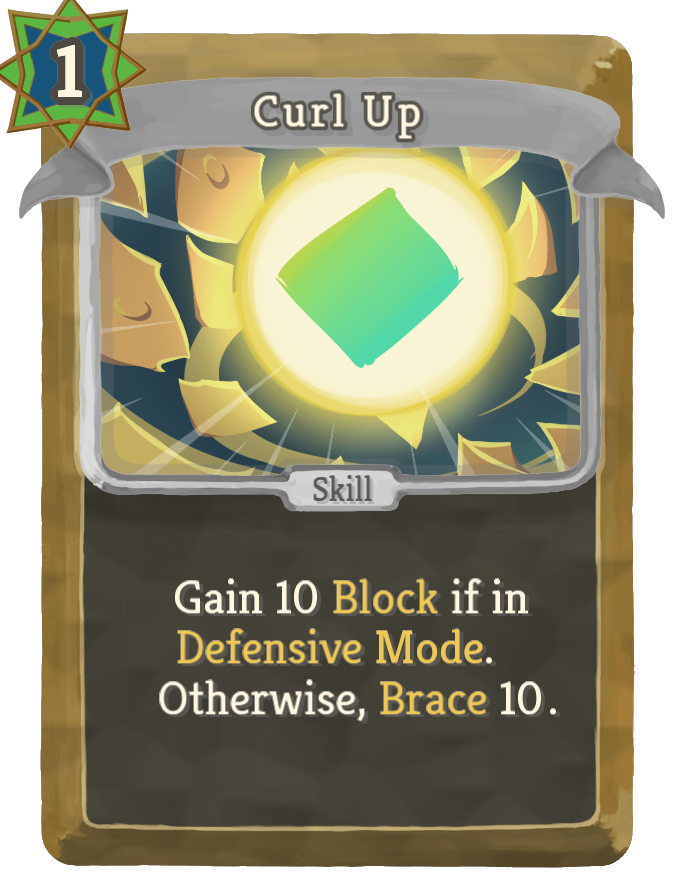 1
Curl Up
Skill
Gain 10 Block if in
Defensive Mode.
Otherwise, Brace 10.